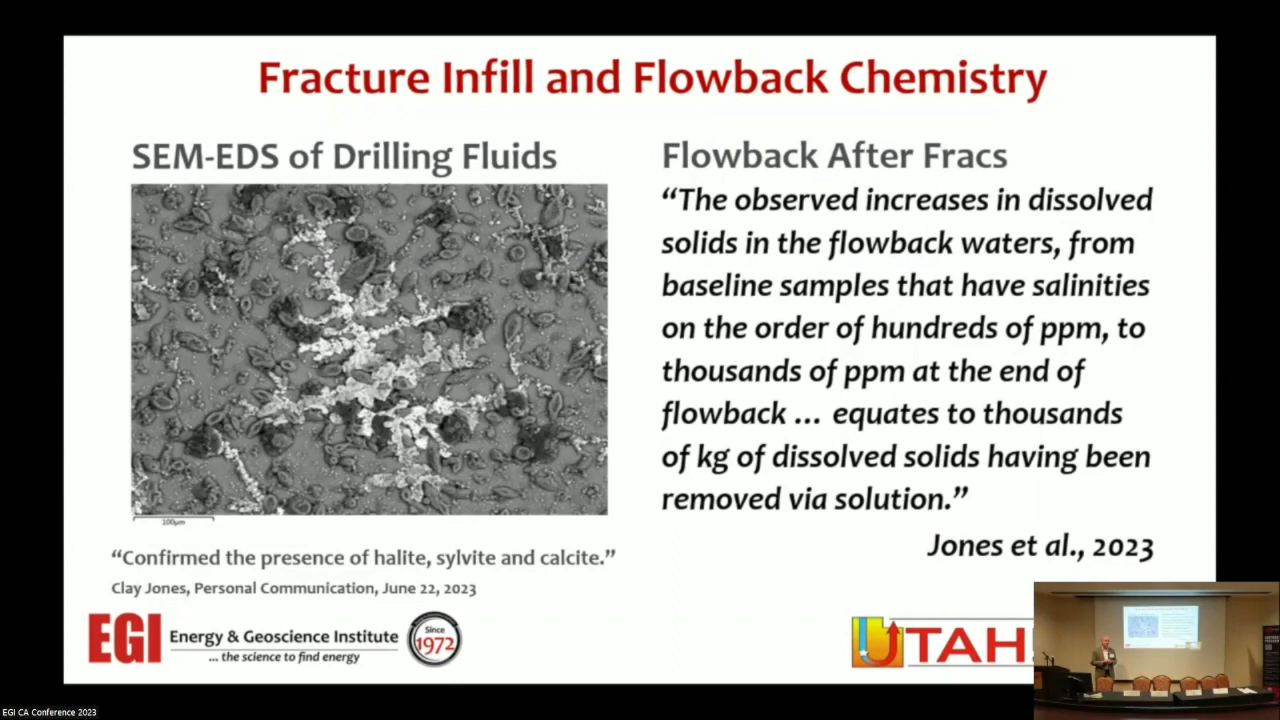 Fracture Infill and Flowback Chemistry
SEM-EDS of Drilling Fluids
100µm
“Confirmed the presence of halite, sylvite and calcite.”
Clay Jones, Personal Communication, June 22, 2023
Flowback After Fracs
“The observed increases in dissolved
solids in the flowback waters, from
baseline samples that have salinities
on the order of hundreds of ppm, to
thousands of ppm at the end of
flowback ... equates to thousands
of kg of dissolved solids having been
removed via solution.”
Jones et al., 2023
EGI Energy & Geoscience Institute
... the science to find energy
Since
1972
UTAH
EGI CA Conference 2023